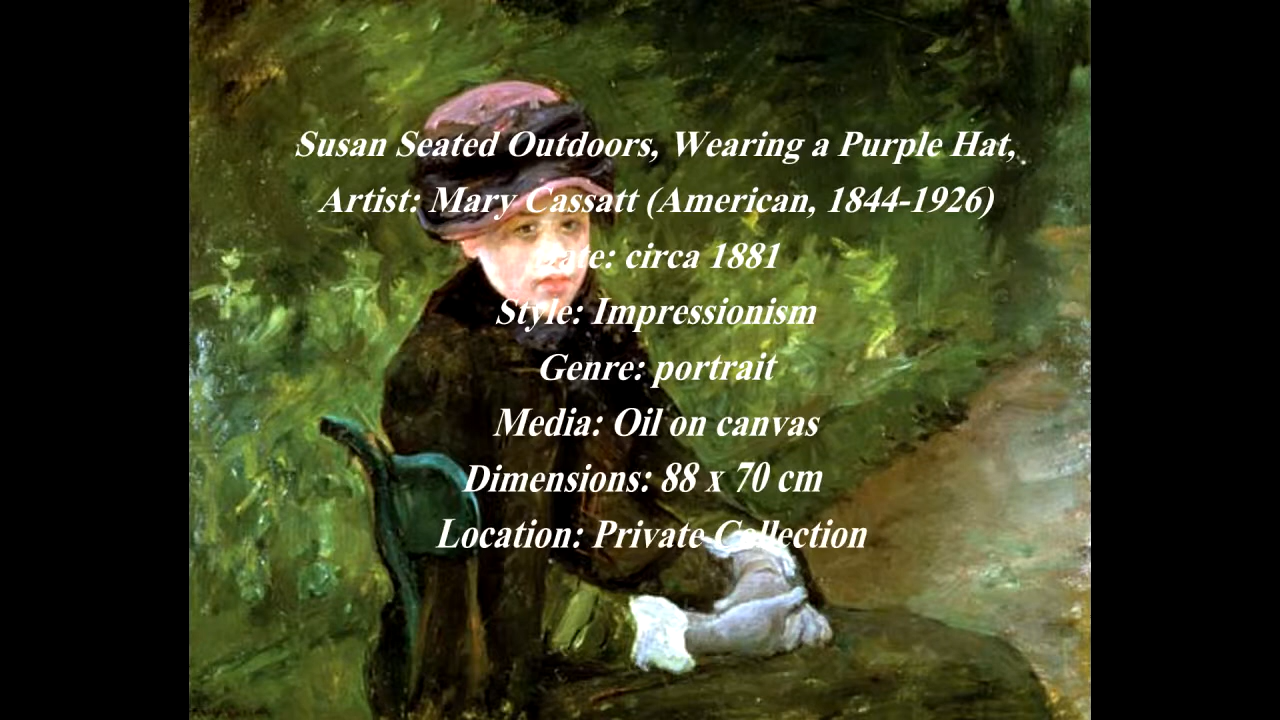 Susan Seated Outdoors, Wearing a Purple Hat,
Artist: Mary Cassatt (American, 1844-1926)
Date: circa 1881
Style: Impressionism
Genre: portrait
Media: Oil on canvas
Dimensions: 88 x 70 cm
Location: Private Collection